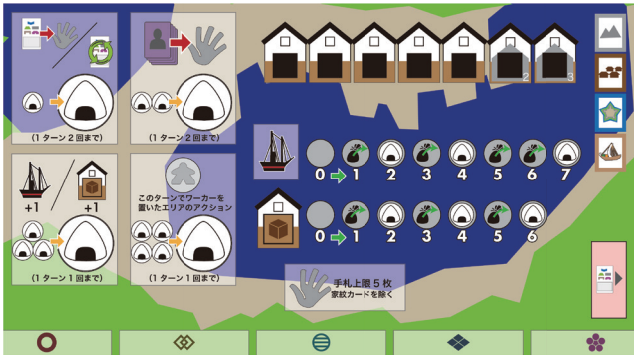 (1ターン2回まで)
(1ターン2回まで)
2
3
+1
+1
(1ターン1回まで)
このターンでワーカーを
置いたエリアのアクション
(1ターン1回まで)
0 1 2 3 4 5 6 7
0 1 2 3 4 5 6
手札上限5枚
家紋カードを除く